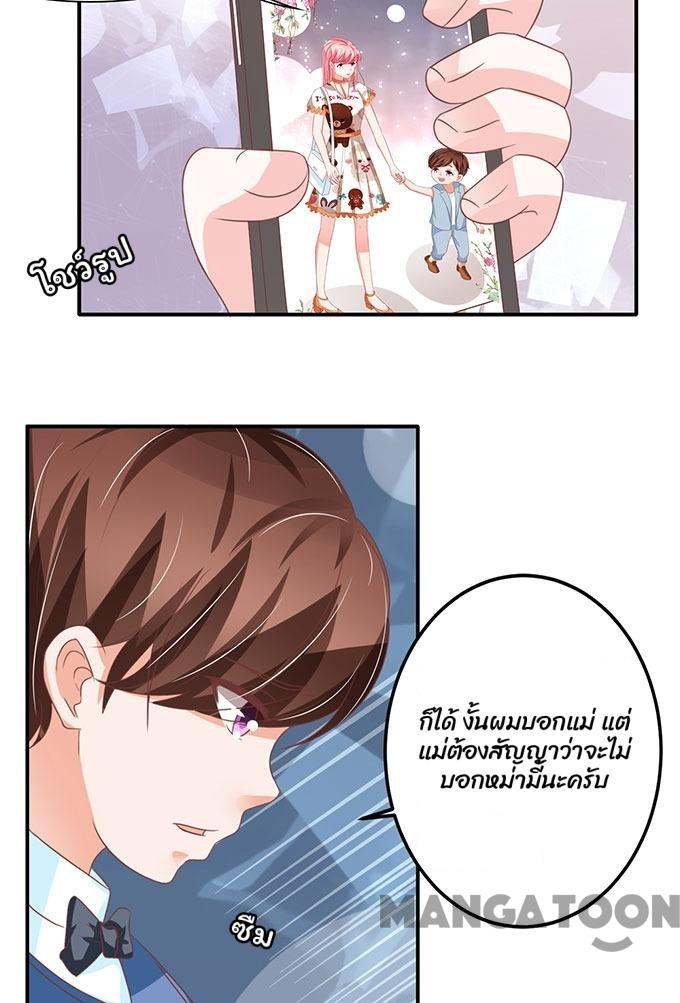 I'm so hungry~
โชว์รูป
ก็ได้ งั้นผมบอกแม่ แต่
แม่ต้องสัญญาว่าจะไม่
บอกหม่ามี้นะครับ
ซึม
MANGATOON